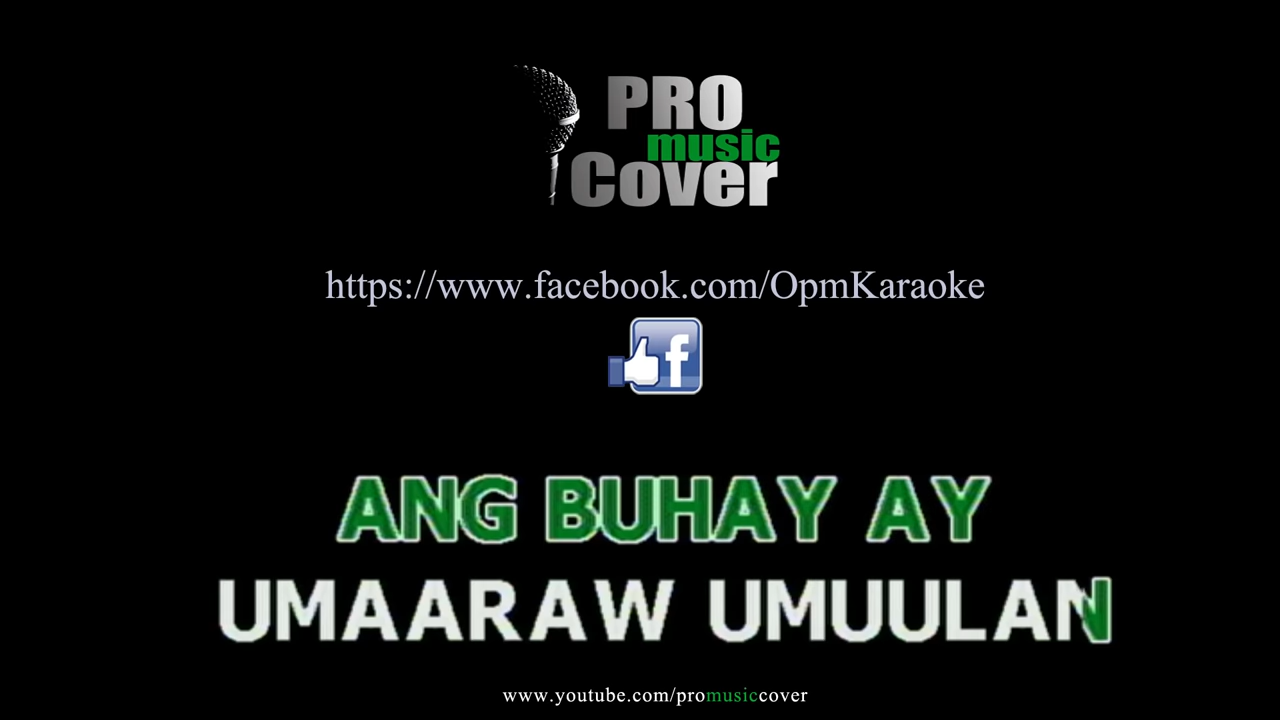 PRO
music
Cover
https://www.facebook.com/OpmKaraoke
f
ANG BUHAY AY
UMAARAW UMUULAN
www.youtube.com/promusiccover